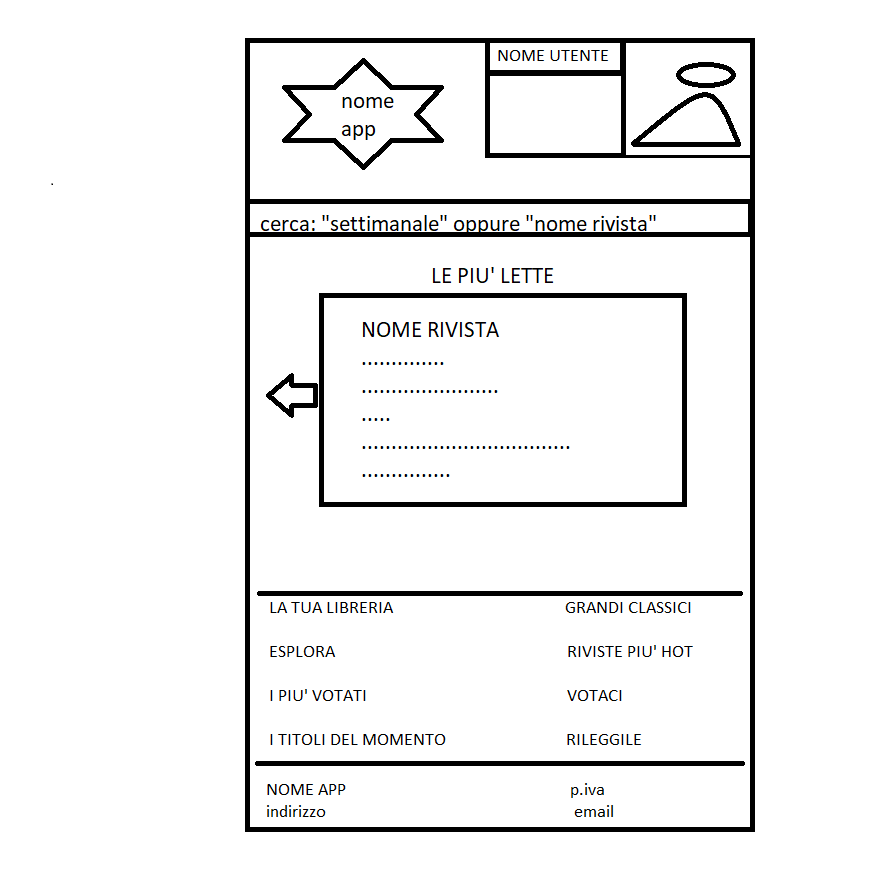 nome
app
NOME UTENTE
cerca: "settimanale" oppure "nome rivista"
LE PIU' LETTE
NOME RIVISTA
..............
.......................
.....
...................................
...............
LA TUA LIBRERIA
GRANDI CLASSICI
ESPLORA
RIVISTE PIU' HOT
I PIU' VOTATI
VOTACI
I TITOLI DEL MOMENTO
RILEGGILE
NOME APP
p.iva
indirizzo
email